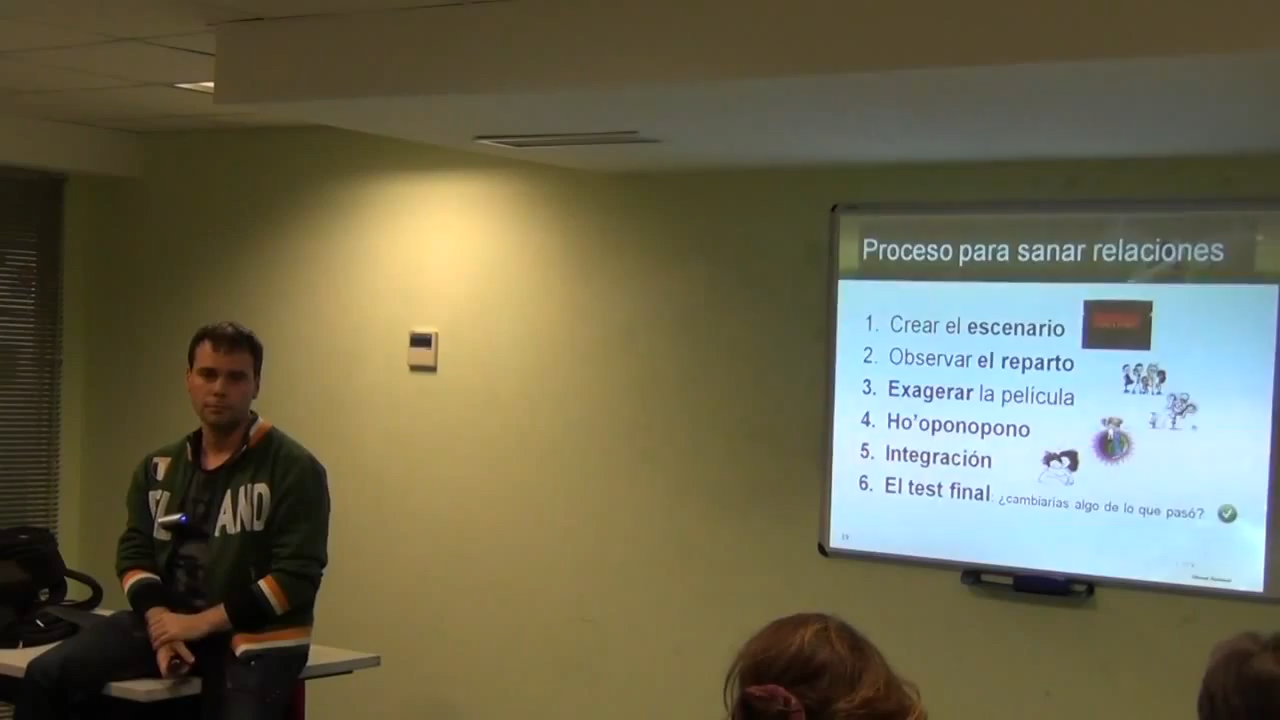 Proceso para sanar relaciones
1. Crear el escenario
2. Observar el reparto
3. Exagerar la película
4. Ho'oponopono
5. Integración
6. El test final: ¿cambiarías algo de lo que pasó?